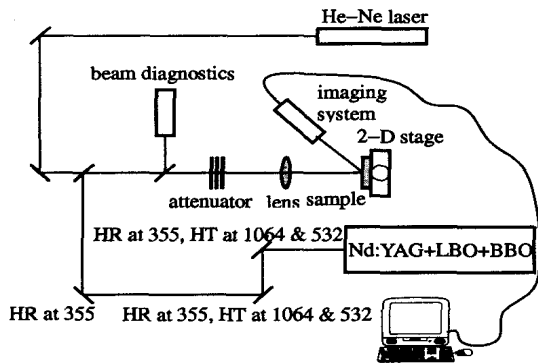 He-Ne laser
beam diagnostics
imaging
system
2-D stage
attenuator
lens
sample
HR at 355, HT at 1064 & 532
Nd:YAG+LBO+BBO
HR at 355
HR at 355, HT at 1064 & 532